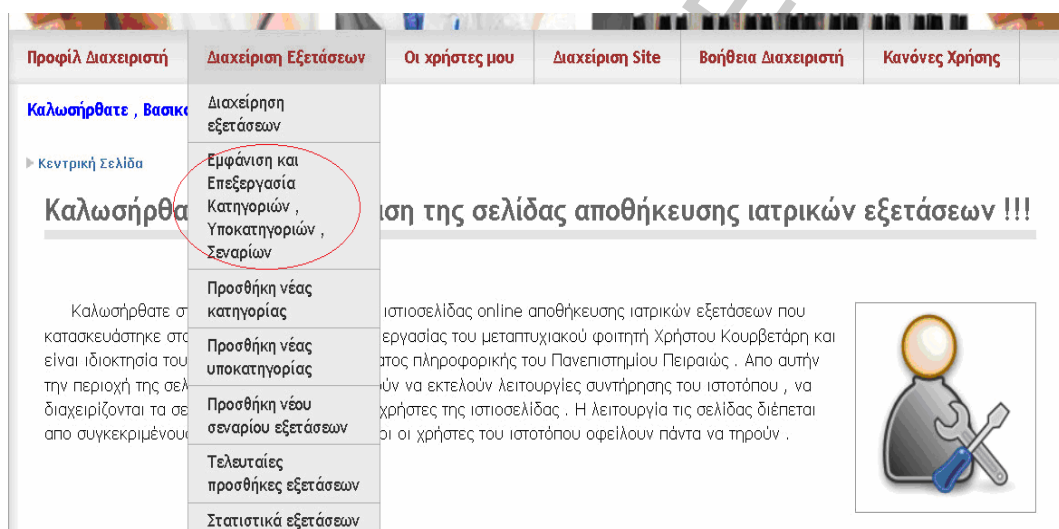 Προφίλ Διαχειριστή Διαχείριση Εξετάσεων Οι χρήστες μου Διαχείριση Site Βοήθεια Διαχειριστή Κανόνες Χρήσης
Καλωσήρθατε , Βασικ
Κεντρική Σελίδα
Διαχείρηση
εξετάσεων
Εμφάνιση και
Επεξεργασία
Κατηγοριών ,
Υποκατηγοριών ,
Σεναρίων
Προσθήκη νέας
κατηγορίας
Προσθήκη νέας
υποκατηγορίας
Προσθήκη νέου
σεναρίου εξετάσεων
Τελευταίες
προσθήκες εξετάσεων
Στατιστικά εξετάσεων
Καλωσήρθα ιση της σελίδας αποθήκευσης ιατρικών εξετάσεων !!!
Καλωσήρθατε στ ιστιοσελίδας online αποθήκευσης ιατρικών εξετάσεων που
κατασκευάστηκε στα εργασίας του μεταπτυχιακού φοιτητή Χρήστου Κουρβετάρη και
είναι ιδιοκτησία του ατος πληροφορικής του Πανεπιστημίου Πειραιώς . Απο αυτήν
την περιοχή της σελ ύν να εκτελούν λειτουργίες συντήρησης του ιστοτόπου , να
διαχειρίζονται τα σε χρήστες της ιστιοσελίδας . Η λειτουργία τις σελίδας διέπεται
απο συγκεκριμένου οι οι χρήστες του ιστοτόπου οφείλουν πάντα να τηρούν .